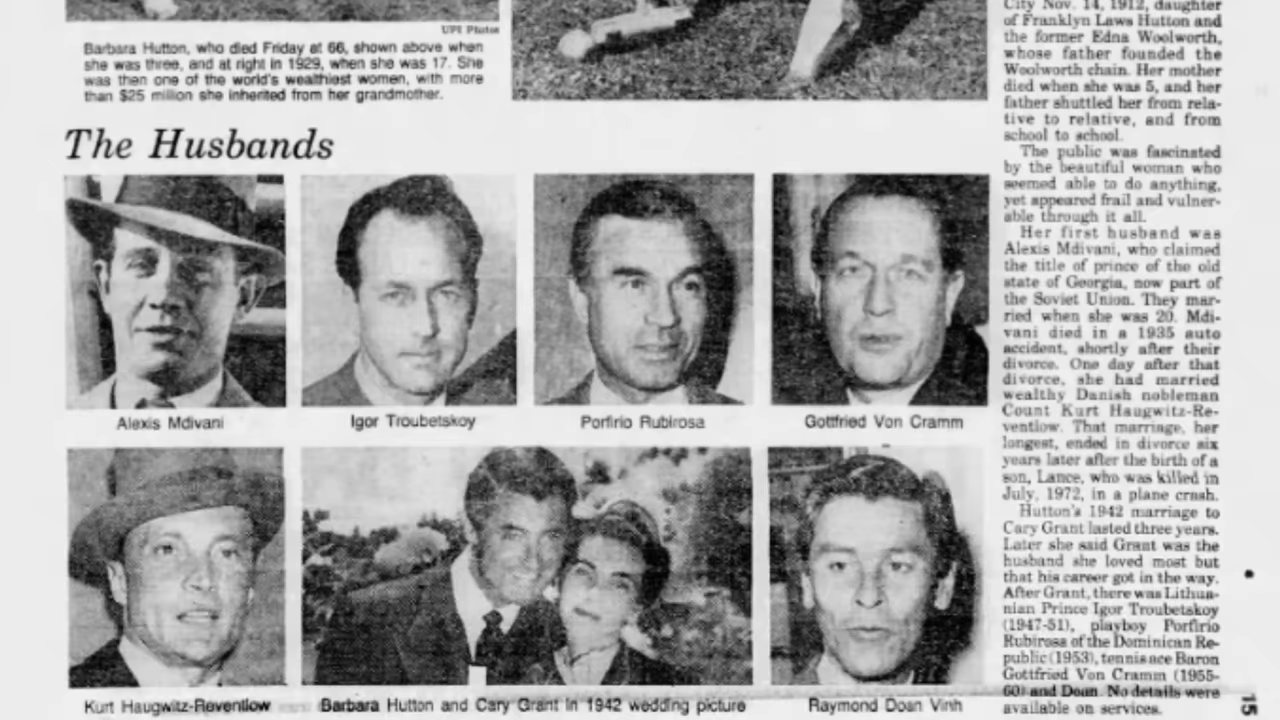 UPI Photos
Barbara Hutton, who died Friday at 66, shown above when
she was three, and at right in 1929, when she was 17. She
was then one of the world's wealthiest women, with more
than $25 million she inherited from her grandmother.
The Husbands
Alexis Mdivani
Igor Troubetskoy
Porfirio Rubirosa
Gottfried Von Cramm
Kurt Haugwitz-Reventlow
Barbara Hutton and Cary Grant in 1942 wedding picture
Raymond Doan Vinh
City Nov. 14, 1912, daughter
of Franklyn Laws Hutton and
the former Edna Woolworth,
whose father founded the
Woolworth chain. Her mother
died when she was 5, and her
father shuttled her from rela-
tive to relative, and from
school to school.
The public was fascinated
by the beautiful woman who
seemed able to do anything,
yet appeared frail and vulner-
able through it all.
Her first husband was
Alexis Mdivani, who claimed
the title of prince of the old
state of Georgia, now part of
the Soviet Union. They mar-
ried when she was 20. Mdi-
vani died in a 1935 auto
accident, shortly after their
divorce. One day after that
divorce, she had married
wealthy Danish nobleman
Count Kurt Haugwitz-Re-
ventlow. That marriage, her
longest, ended in divorce six
years later after the birth of a
son, Lance, who was killed in
July, 1972, in a plane crash.
Hutton's 1942 marriage to
Cary Grant lasted three years.
Later she said Grant was the
husband she loved most but
that his career got in the way.
After Grant, there was Lithua-
nian Prince Igor Troubetskoy
(1947-51), playboy Porfirio
Rubirosa of the Dominican Re-
public (1953), tennis ace Baron
Gottfried Von Cramm (1955-
60) and Doan. No details were
available on services.
15